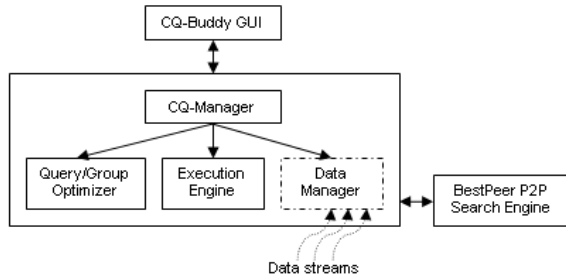 CQ-Buddy GUI
CQ-Manager
Query/Group
Optimizer
Execution
Engine
Data
Manager
BestPeer P2P
Search Engine
Data streams